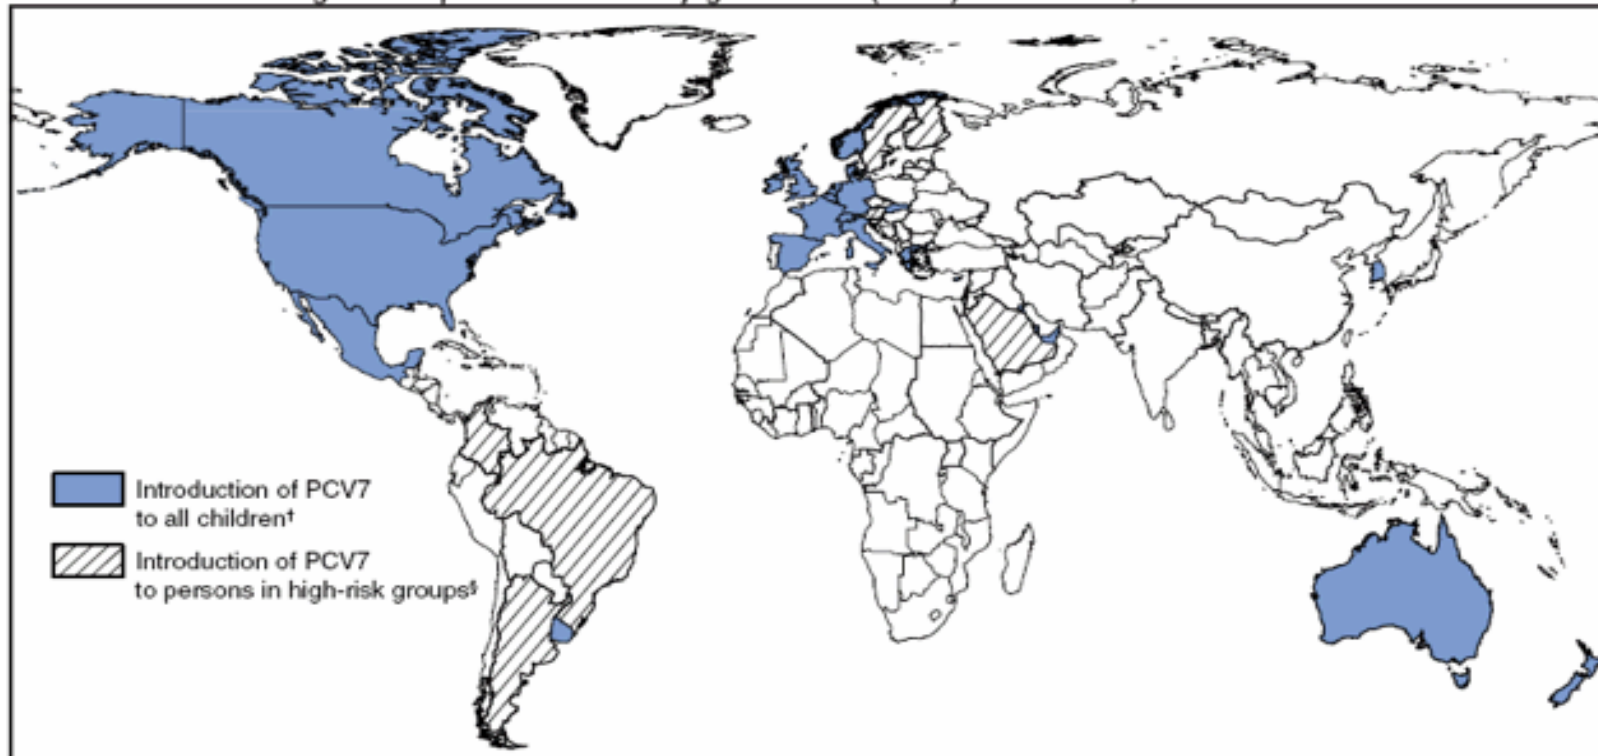 Introduction of PCV7
to all children†
Introduction of PCV7
to persons in high-risk groups§